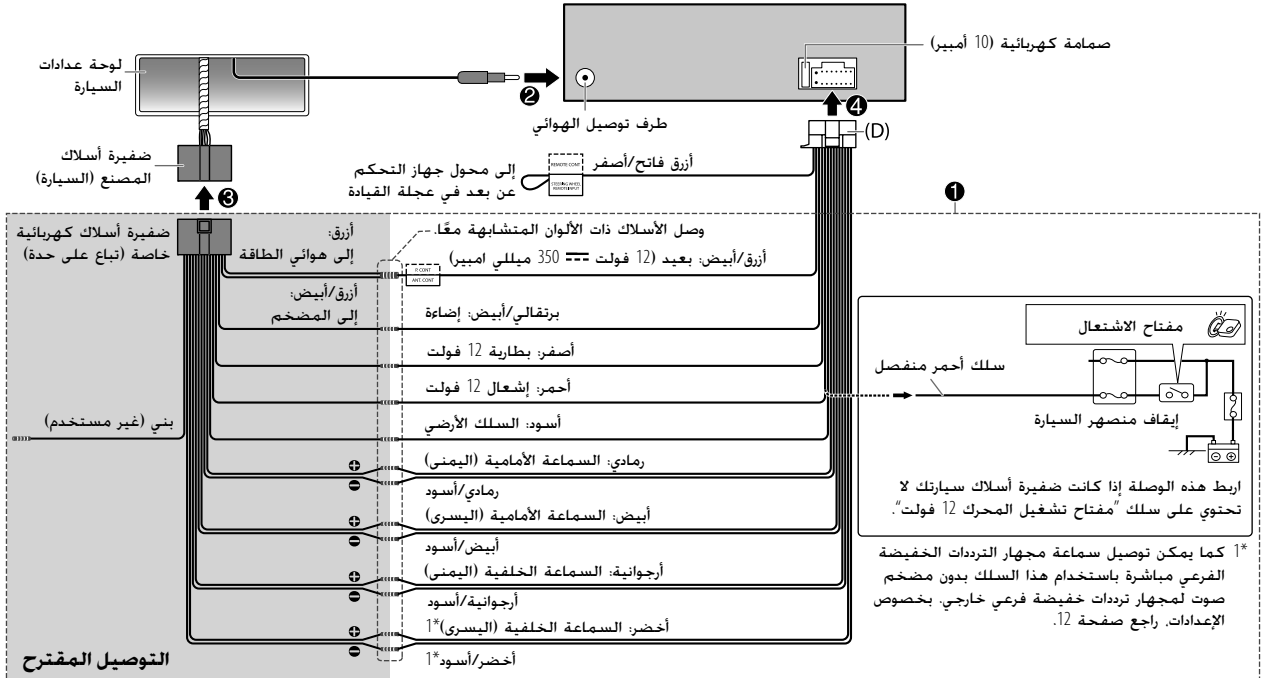 صمامة كهربائية (10 أمبير)
لوحة عدادات
السيارة
❷
❹
طرف توصيل الهوائي
(D)
ضفيرة أسلاك
المصنع (السيارة)
أزرق فاتح/أصفر
REMOTE CONT
STEERING WHEEL
REMOTE INPUT
إلى محول جهاز التحكم
عن بعد في عجلة القيادة
❸
❶
ضفيرة أسلاك كهربائية
خاصة (تباع على حدة)
أزرق:
إلى هوائي الطاقة
وصل الأسلاك ذات الألوان المتشابهة معًا.
أزرق/أبيض: بعيد (12 فولت ⎓ 350 ميللي امبير)
P. CONT
ANT. CONT
أزرق/أبيض:
إلى المضخم
برتقالي/أبيض: إضاءة
أصفر: بطارية 12 فولت
أحمر: إشعال 12 فولت
بني (غير مستخدم)
أسود: السلك الأرضي
رمادي: السماعة الأمامية (اليمنى)
رمادي/أسود
أبيض: السماعة الأمامية (اليسرى)
أبيض/أسود
أرجوانية: السماعة الخلفية (اليمنى)
أرجوانية/أسود
أخضر: السماعة الخلفية (اليسرى)*1
أخضر/أسود*1
التوصيل المقترح
مفتاح الاشتعال
سلك أحمر منفصل
إيقاف منصهر السيارة
اربط هذه الوصلة إذا كانت ضفيرة أسلاك سيارتك لا
تحتوي على سلك "مفتاح تشغيل المحرك 12 فولت".
*1 كما يمكن توصيل سماعة مجهار الترددات الخفيضة
الفرعي مباشرة باستخدام هذا السلك بدون مضخم
صوت لمجهار ترددات خفيضة فرعي خارجي. بخصوص
الإعدادات, راجع صفحة 12.